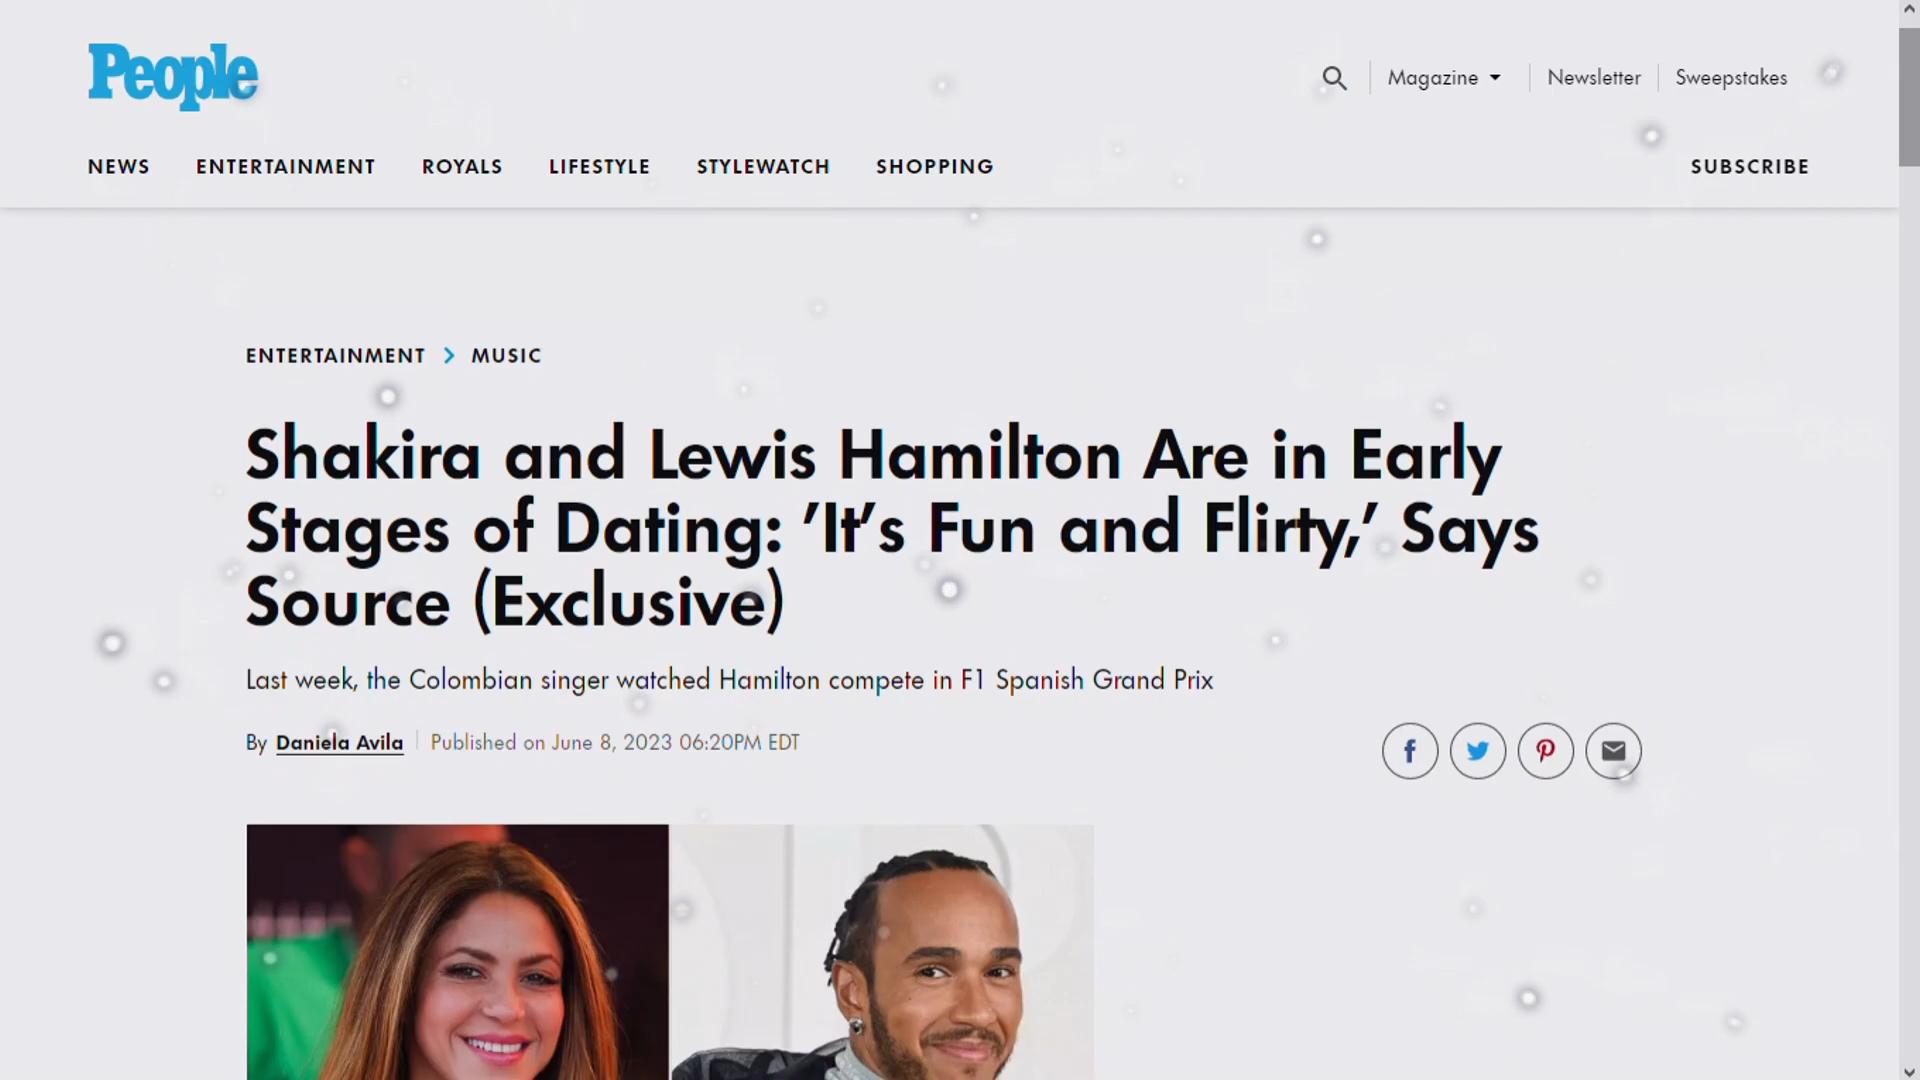 People
Magazine
Newsletter
Sweepstakes
NEWS
ENTERTAINMENT
ROYALS
LIFESTYLE
STYLEWATCH
SHOPPING
SUBSCRIBE
ENTERTAINMENT > MUSIC
Shakira and Lewis Hamilton Are in Early
Stages of Dating: ’It’s Fun and Flirty,’ Says
Source (Exclusive)
Last week, the Colombian singer watched Hamilton compete in F1 Spanish Grand Prix
By Daniela Avila
Published on June 8, 2023 06:20PM EDT